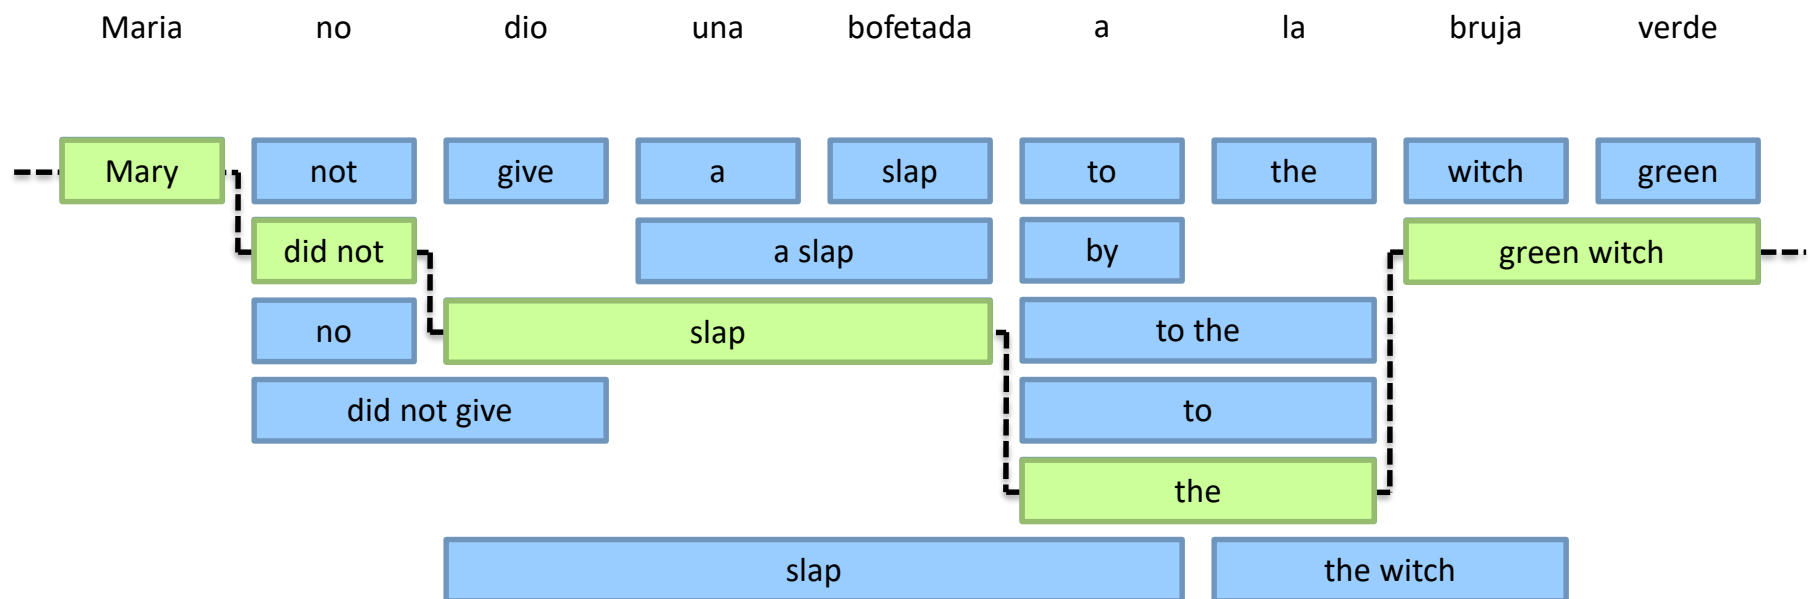 Maria no dio una bofetada a la bruja verde
Mary not give a slap to the witch green
did not a slap by green witch
no slap to the
did not give to
the
slap the witch